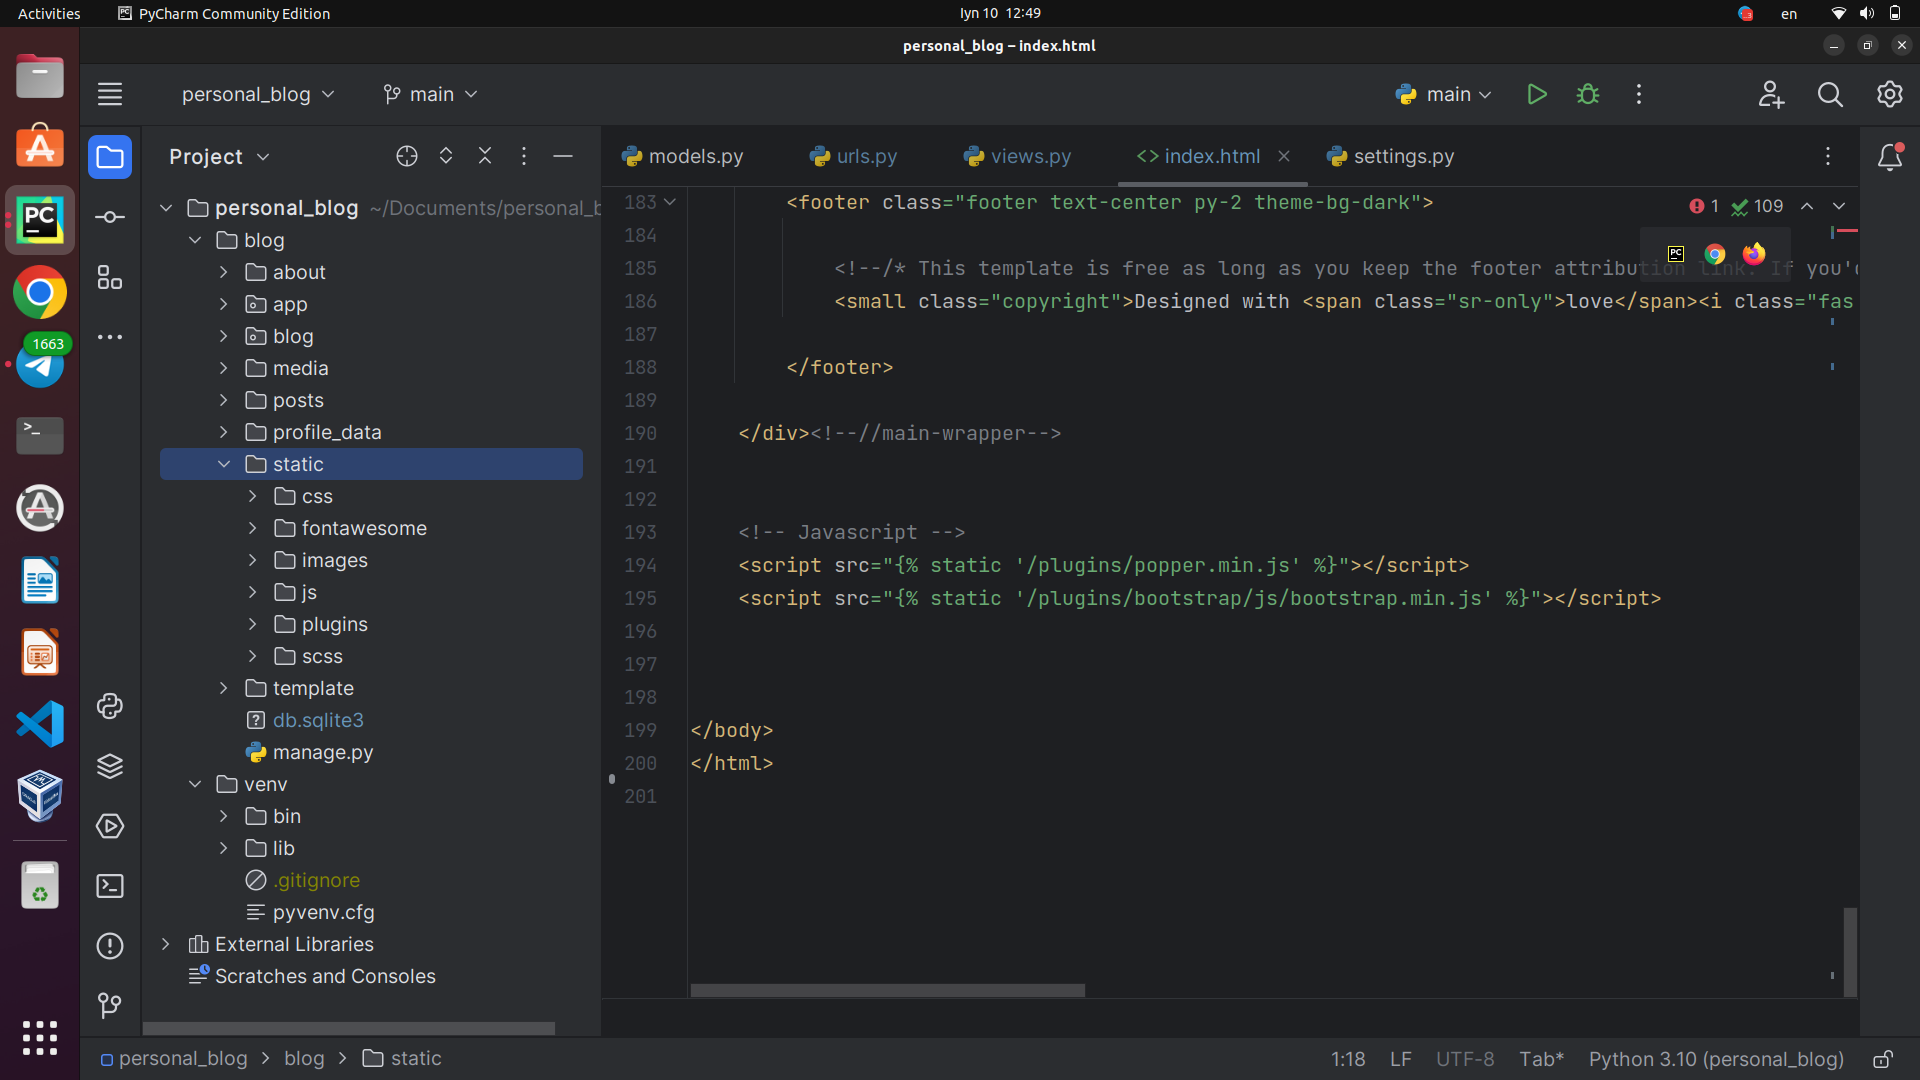 Activities
PyCharm Community Edition
Iyn 10 12:49
en
personal_blog – index.html
personal_blog
main
main
Project
models.py
urls.py
views.py
<> index.html
settings.py
1663
personal_blog ~/Documents/personal_b
blog
about
app
blog
media
posts
profile_data
static
css
fontawesome
images
js
plugins
scss
template
db.sqlite3
manage.py
venv
bin
lib
.gitignore
pyvenv.cfg
External Libraries
Scratches and Consoles
1 109
183 <footer class="footer text-center py-2 theme-bg-dark">
184
185 <!--/* This template is free as long as you keep the footer attribution link. If you'
186 <small class="copyright">Designed with <span class="sr-only">love</span><i class="fas
187
188 </footer>
189
190 </div><!--//main-wrapper-->
191
192
193 <!-- Javascript -->
194 <script src="{% static '/plugins/popper.min.js' %}"></script>
195 <script src="{% static '/plugins/bootstrap/js/bootstrap.min.js' %}"></script>
196
197
198
199 </body>
200 </html>
201
personal_blog > blog > static
1:18 LF UTF-8 Tab* Python 3.10 (personal_blog)